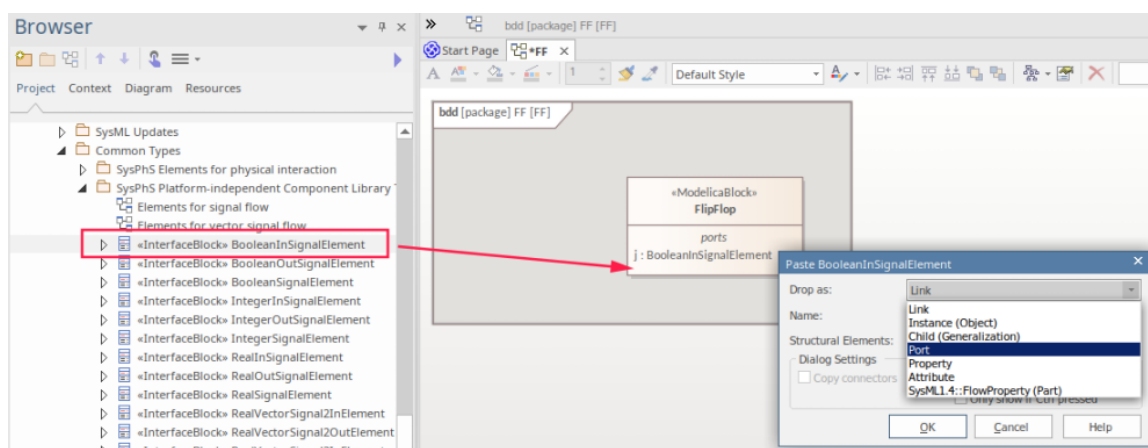 Browser
Project Context Diagram Resources
SysML Updates
Common Types
SysPhS Elements for physical interaction
SysPhS Platform-independent Component Library
Elements for signal flow
Elements for vector signal flow
«InterfaceBlock» BooleanInSignalElement
«InterfaceBlock» BooleanOutSignalElement
«InterfaceBlock» BooleanSignalElement
«InterfaceBlock» IntegerInSignalElement
«InterfaceBlock» IntegerOutSignalElement
«InterfaceBlock» IntegerSignalElement
«InterfaceBlock» RealInSignalElement
«InterfaceBlock» RealOutSignalElement
«InterfaceBlock» RealSignalElement
«InterfaceBlock» RealVectorSignal2InElement
«InterfaceBlock» RealVectorSignal2OutElement
bdd [package] FF [FF]
Start Page *FF ×
A 1 Default Style
bdd [package] FF [FF]
«ModelicaBlock»
FlipFlop
ports
j : BooleanInSignalElement
Paste BooleanInSignalElement
Drop as: Link
Name:
Structural Elements:
Dialog Settings
Copy connectors
Link
Instance (Object)
Child (Generalization)
Port
Property
Attribute
SysML1.4::FlowProperty (Part)
Only show if Ctrl pressed
OK Cancel Help